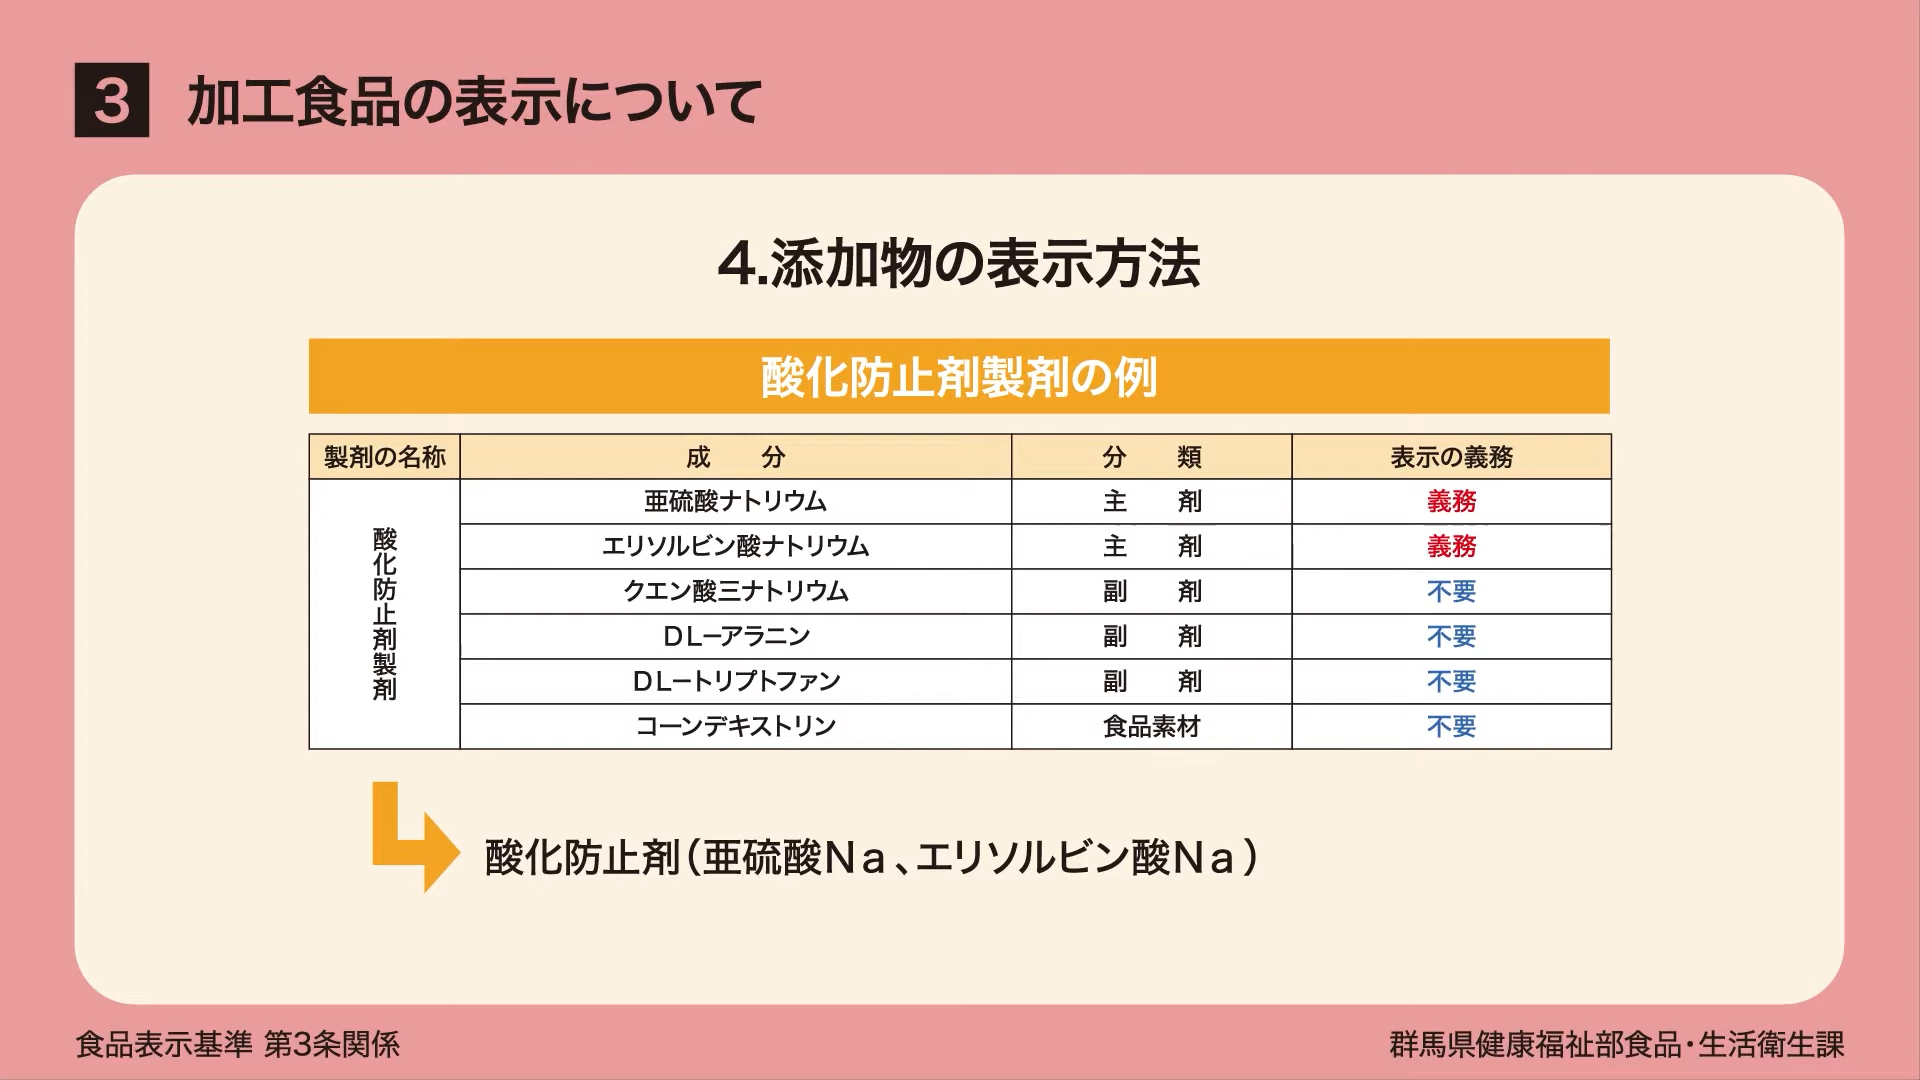 3 加工食品の表示について
4.添加物の表示方法
酸化防止剤製剤の例
製剤の名称 成分 分類 表示の義務
酸化防止剤製剤
亜硫酸ナトリウム 主剤 義務
エリソルビン酸ナトリウム 主剤 義務
クエン酸三ナトリウム 副剤 不要
DL−アラニン 副剤 不要
DL−トリプトファン 副剤 不要
コーンデキストリン 食品素材 不要
酸化防止剤(亜硫酸Na、エリソルビン酸Na)
食品表示基準 第3条関係
群馬県健康福祉部食品・生活衛生課